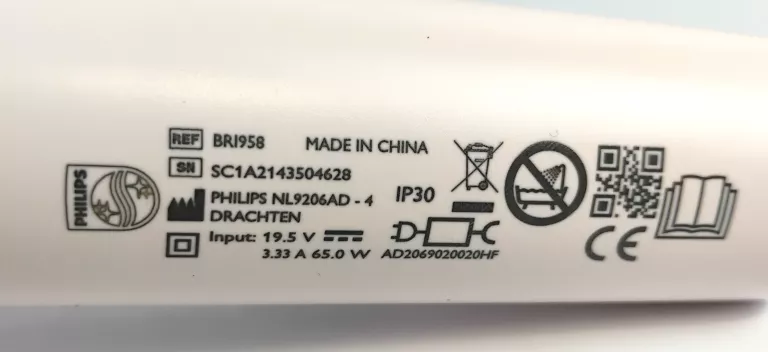 PHILIPS
REF BRI958 MADE IN CHINA
SN SC1A2143504628
PHILIPS NL9206AD - 4
DRACHTEN
IP30
Input: 19.5 V
3.33 A 65.0 W
AD2069020020HF
CE